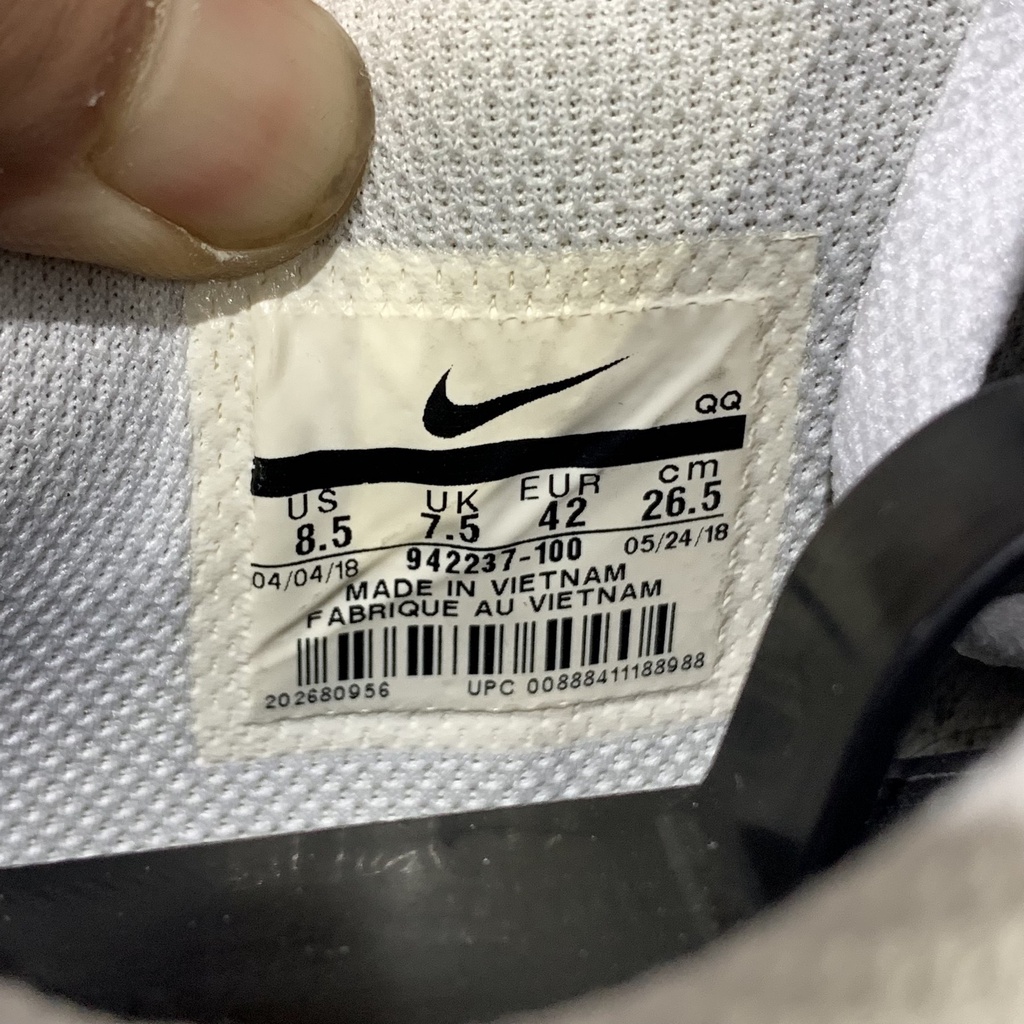 QQ
US UK EUR cm
8.5 7.5 42 26.5
04/04/18 942237-100 05/24/18
MADE IN VIETNAM
FABRIQUE AU VIETNAM
202680956 UPC 00888411188988